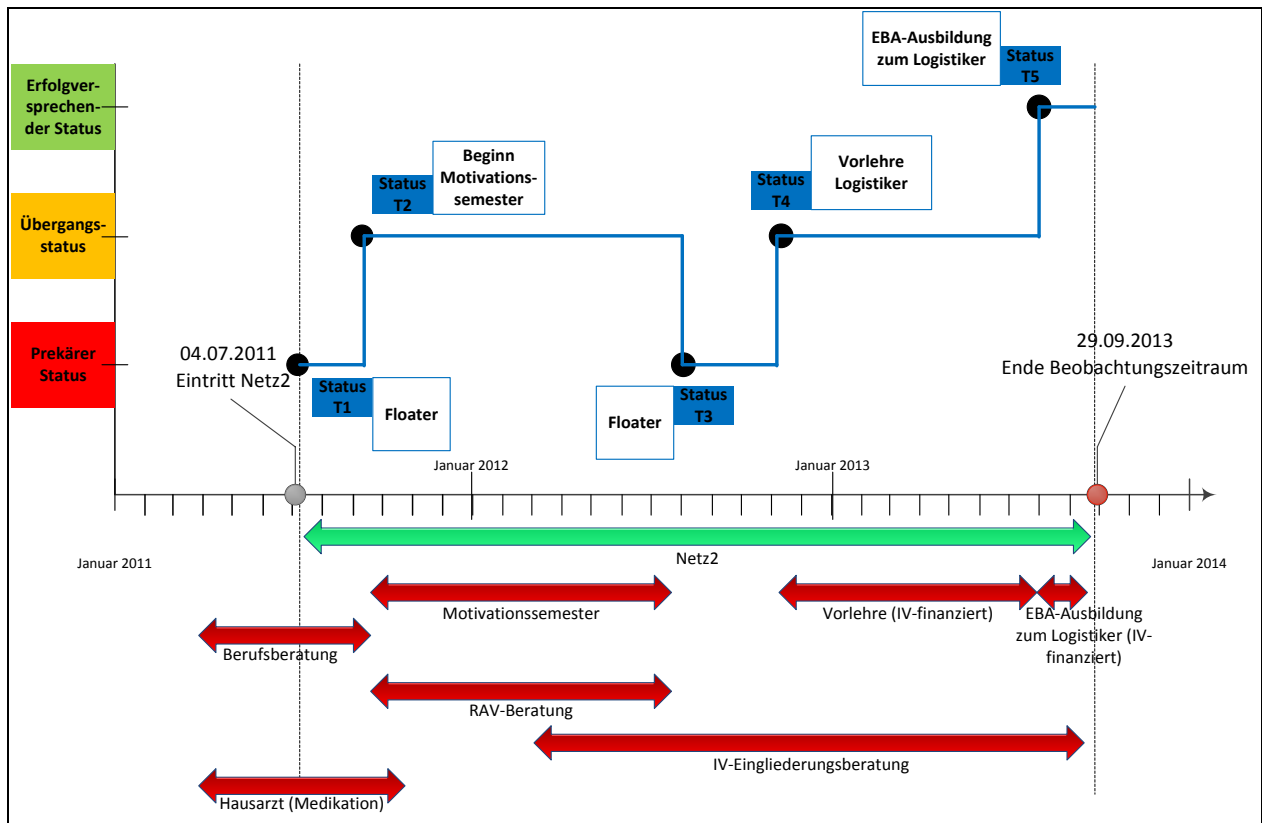 EBA-Ausbildung
zum Logistiker
Status
T5
Erfolgver-
sprechen-
der Status
Beginn
Motivations-
semester
Status
T2
Vorlehre
Logistiker
Status
T4
Übergangs-
status
Prekärer
Status
04.07.2011
Eintritt Netz2
29.09.2013
Ende Beobachtungszeitraum
Status
T1
Floater
Floater
Status
T3
Januar 2012
Januar 2013
Januar 2011
Netz2
Januar 2014
Motivationssemester
Vorlehre (IV-finanziert)
EBA-Ausbildung
zum Logistiker (IV-
finanziert)
Berufsberatung
RAV-Beratung
IV-Eingliederungsberatung
Hausarzt (Medikation)